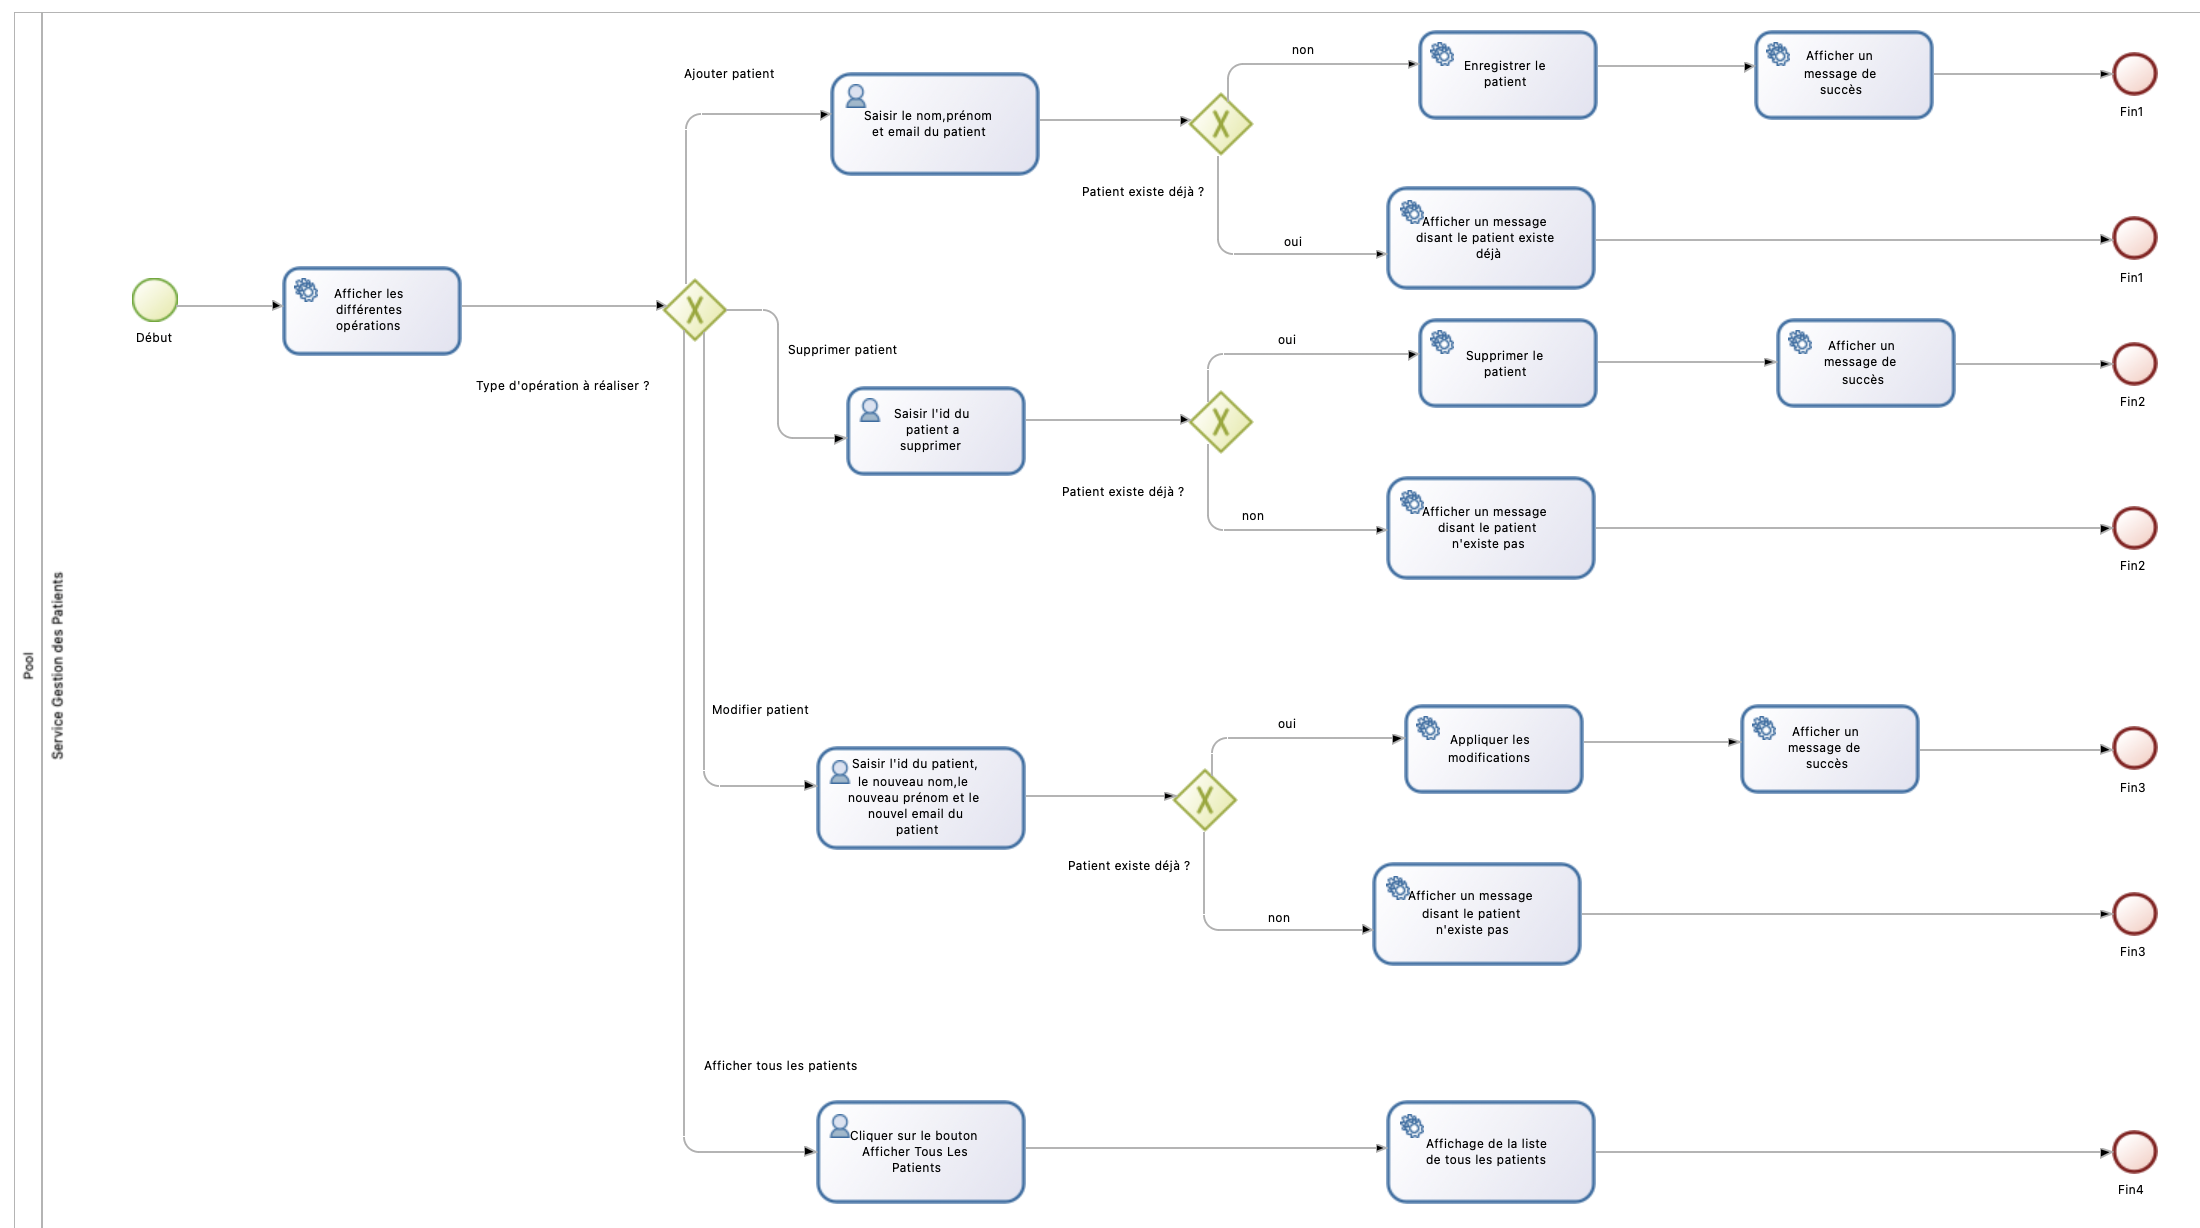 Pool
Service Gestion des Patients
Début
Afficher les
différentes
opérations
Type d'opération à réaliser ?
Ajouter patient
Saisir le nom,prénom
et email du patient
Patient existe déjà ?
non
Enregistrer le
patient
Afficher un
message de
succès
Fin1
oui
Afficher un message
disant le patient existe
déjà
Fin1
Supprimer patient
Saisir l'id du
patient a
supprimer
Patient existe déjà ?
oui
Supprimer le
patient
Afficher un
message de
succès
Fin2
non
Afficher un message
disant le patient
n'existe pas
Fin2
Modifier patient
Saisir l'id du patient,
le nouveau nom,le
nouveau prénom et le
nouvel email du
patient
Patient existe déjà ?
oui
Appliquer les
modifications
Afficher un
message de
succès
Fin3
non
Afficher un message
disant le patient
n'existe pas
Fin3
Afficher tous les patients
Cliquer sur le bouton
Afficher Tous Les
Patients
Affichage de la liste
de tous les patients
Fin4